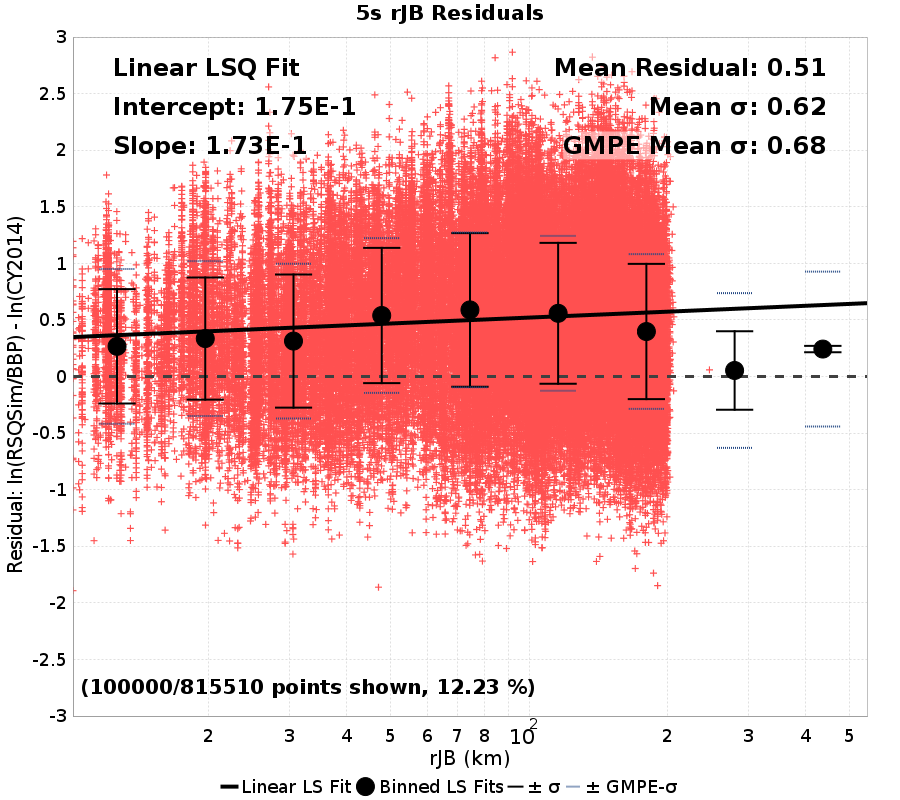 5s rJB Residuals
Linear LSQ Fit
Mean Residual: 0.51
Intercept: 1.75E-1
Mean σ: 0.62
Slope: 1.73E-1
GMPE Mean σ: 0.68
Residual: ln(RSQSim/BBP) - ln(CY2014)
3
2.5
2
1.5
1
0.5
0
-0.5
-1
-1.5
-2
-2.5
-3
(100000/815510 points shown, 12.23 %)
2 3 4 5 6 7 8 10² 2 3 4 5
rJB (km)
Linear LS Fit Binned LS Fits ± σ ± GMPE-σ